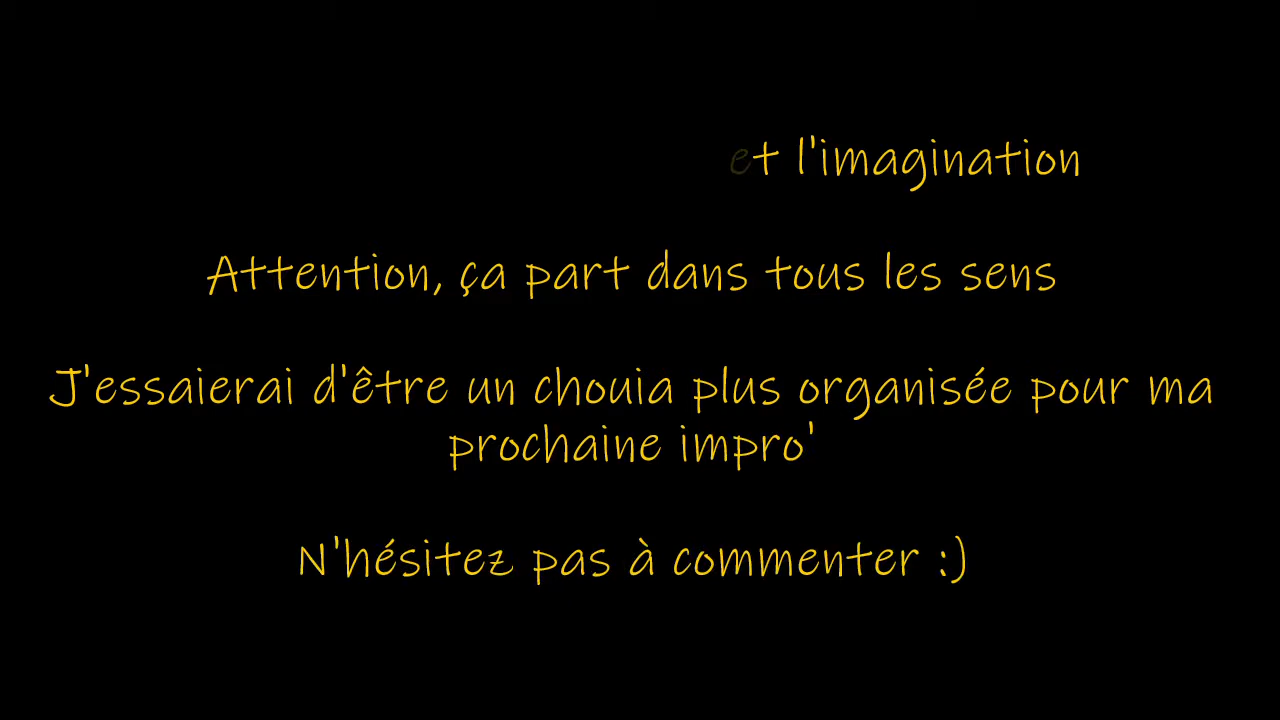 et l'imagination
Attention, ça part dans tous les sens
J'essaierai d'être un chouia plus organisée pour ma
prochaine impro'
N'hésitez pas à commenter :)